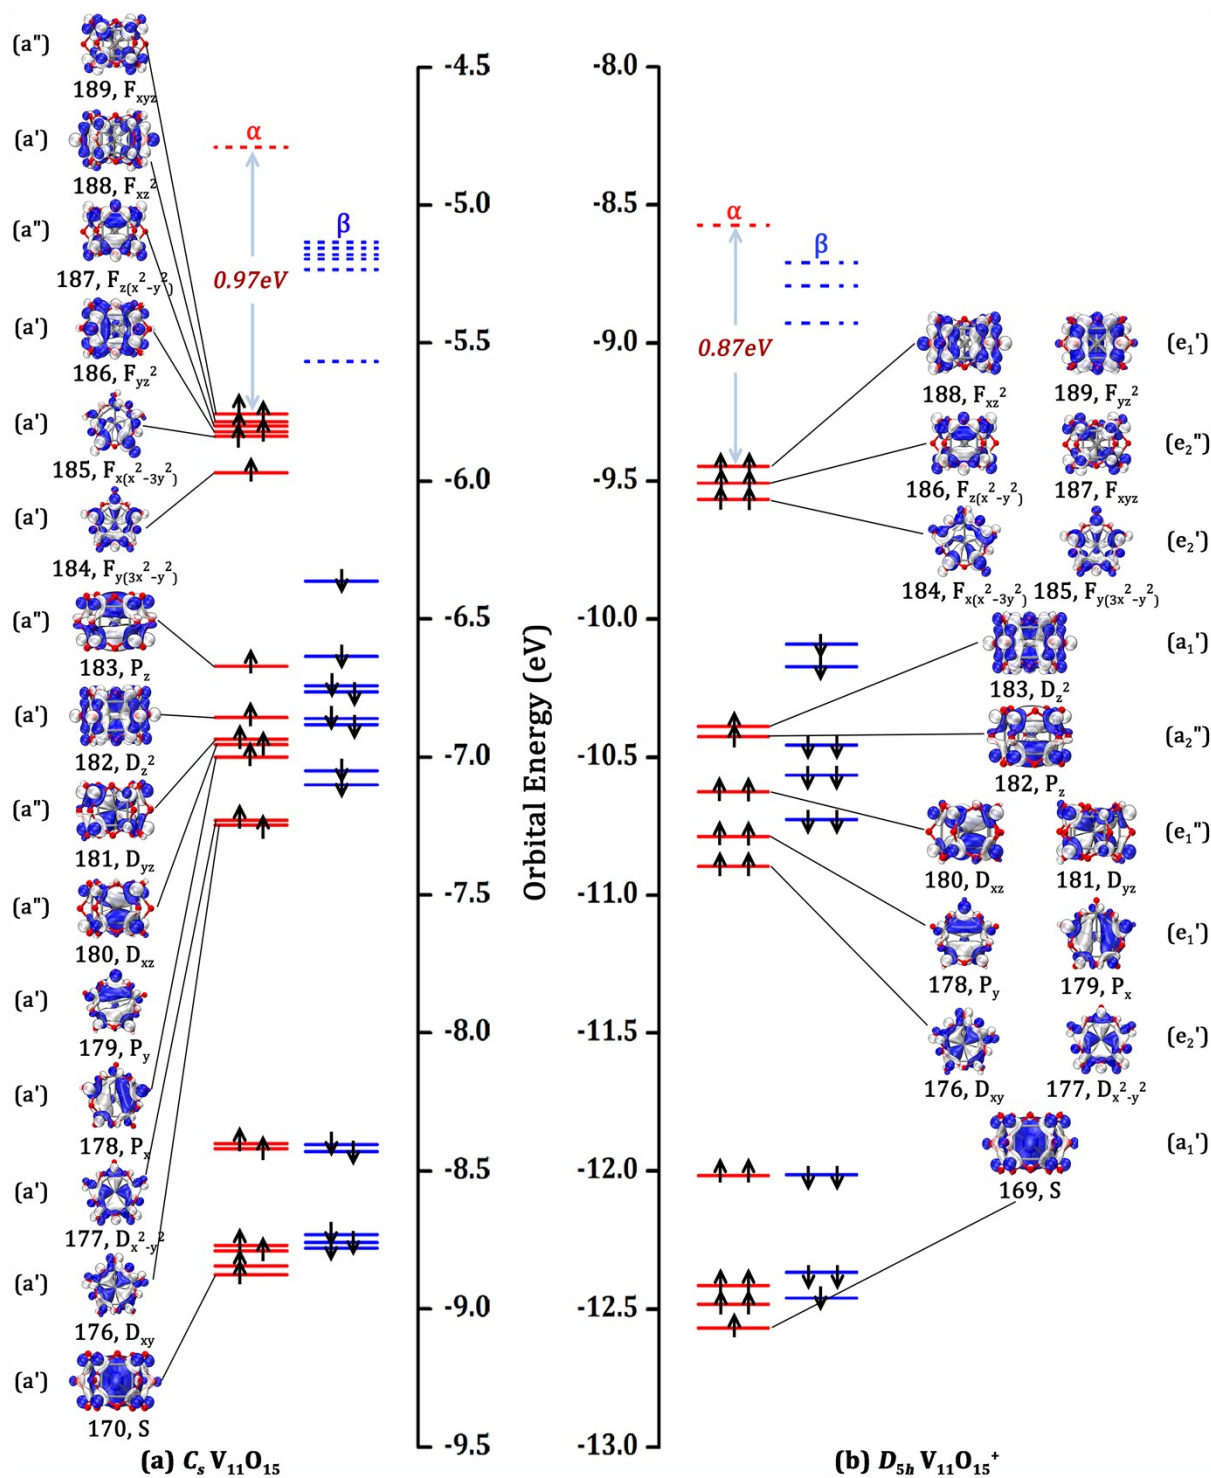 (a")
189, Fxyz
(a')
188, Fxz²
(a")
187, Fz(x²-y²)
(a')
186, Fyz²
(a')
185, Fx(x²-3y²)
(a')
184, Fy(3x²-y²)
(a")
183, Pz
(a')
182, Dz²
(a")
181, Dyz
(a")
180, Dxz
(a')
179, Py
(a')
178, Px
(a')
177, Dx²-y²
(a')
176, Dxy
(a')
170, S
α
β
0.97eV
-4.5
-5.0
-5.5
-6.0
-6.5
-7.0
-7.5
-8.0
-8.5
-9.0
-9.5
Orbital Energy (eV)
-8.0
-8.5
-9.0
-9.5
-10.0
-10.5
-11.0
-11.5
-12.0
-12.5
-13.0
α
β
0.87eV
188, Fxz² 189, Fyz² (e₁')
186, Fz(x²-y²) 187, Fxyz (e₂")
184, Fx(x²-3y²) 185, Fy(3x²-y²) (e₂')
183, Dz² (a₁')
182, Pz (a₂")
180, Dxz 181, Dyz (e₁")
178, Py 179, Px (e₁')
176, Dxy 177, Dx²-y² (e₂')
169, S (a₁')
(a) Cs V₁₁O₁₅
(b) D5h V₁₁O₁₅⁺